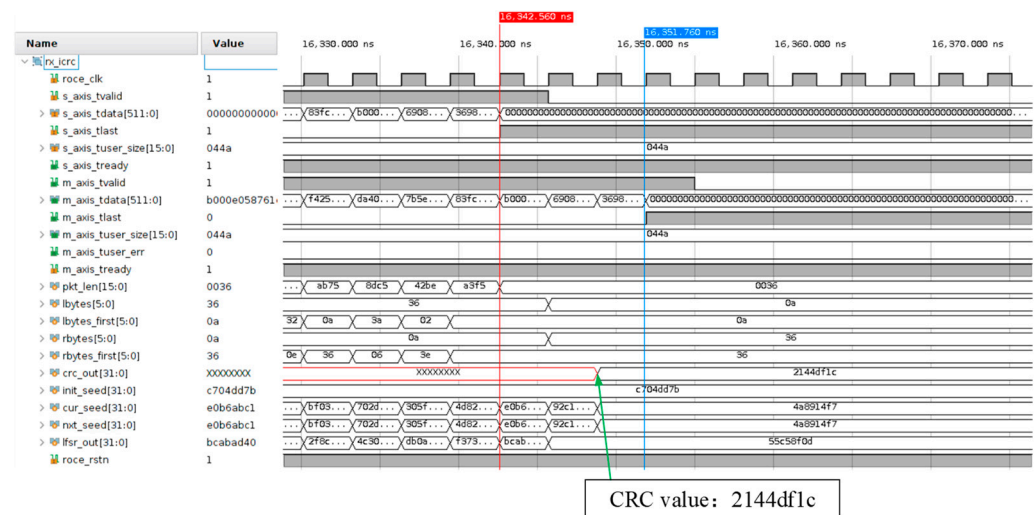 16,342.560 ns
16,351.760 ns
Name Value 16,330.000 ns 16,340.000 ns 16,350.000 ns 16,360.000 ns 16,370.000 ns
rx_icrc
roce_clk 1
s_axis_tvalid 1
s_axis_tdata[511:0] 00000000000 83fc... b000... 6908... 3698...
s_axis_tlast 1
s_axis_tuser_size[15:0] 044a 044a
s_axis_tready 1
m_axis_tvalid 1
m_axis_tdata[511:0] b000e058761 ... f425... da40... 7b5e... 83fc... b000... 6908... 3698...
m_axis_tlast 0
m_axis_tuser_size[15:0] 044a 044a
m_axis_tuser_err 0
m_axis_tready 1
pkt_len[15:0] 0036 ... ab75 8dc5 42be a3f5 0036
lbytes[5:0] 36 36 0a
lbytes_first[5:0] 0a 32 0a 3a 02 0a
rbytes[5:0] 0a 0a 36
rbytes_first[5:0] 36 0e 36 06 3e 36
crc_out[31:0] XXXXXXXX XXXXXXXX 2144df1c
init_seed[31:0] c704dd7b c704dd7b
cur_seed[31:0] e0b6abc1 ... bf03... 702d... 305f... 4d82... e0b6... 92c1... 4a8914f7
nxt_seed[31:0] e0b6abc1 ... bf03... 702d... 305f... 4d82... e0b6... 92c1... 4a8914f7
lfsr_out[31:0] bcabad40 ... 2f8c... 4c30... db0a... f373... bcab... 55c58f0d
roce_rstn 1
CRC value：2144df1c